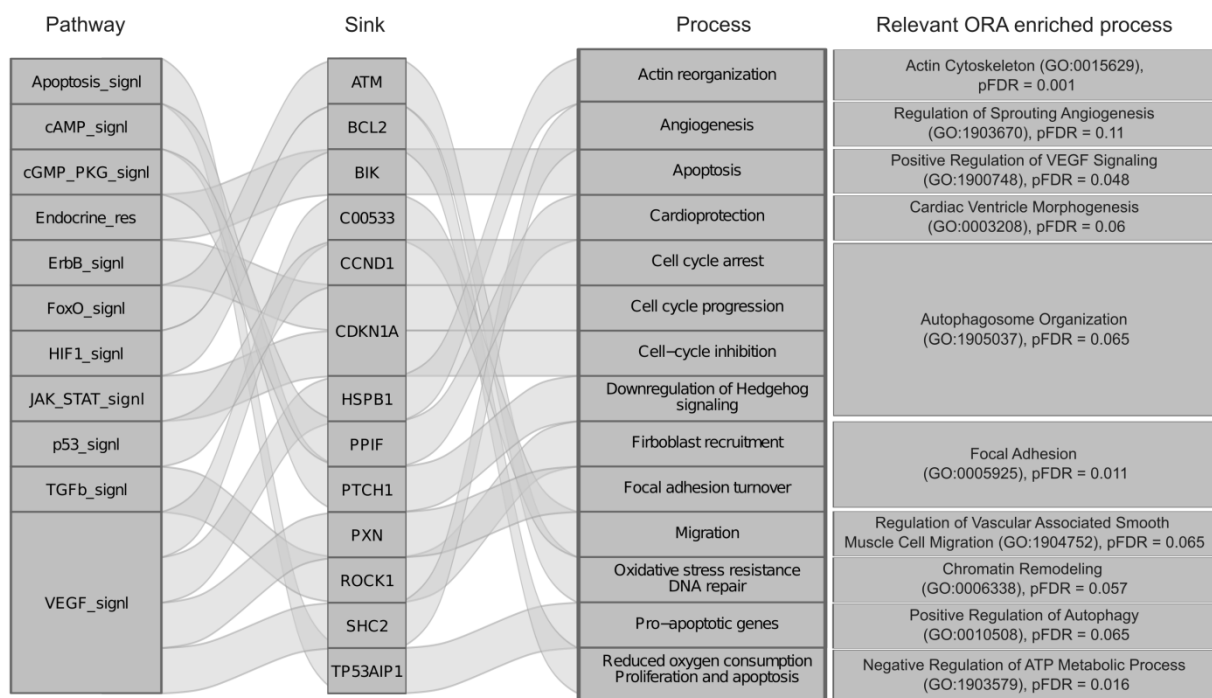 Pathway
Sink
Process
Relevant ORA enriched process
Apoptosis_signl
cAMP_signl
cGMP_PKG_signl
Endocrine_res
ErbB_signl
FoxO_signl
HIF1_signl
JAK_STAT_signl
p53_signl
TGFb_signl
VEGF_signl
ATM
BCL2
BIK
C00533
CCND1
CDKN1A
HSPB1
PPIF
PTCH1
PXN
ROCK1
SHC2
TP53AIP1
Actin reorganization
Angiogenesis
Apoptosis
Cardioprotection
Cell cycle arrest
Cell cycle progression
Cell−cycle inhibition
Downregulation of Hedgehog
signaling
Firboblast recruitment
Focal adhesion turnover
Migration
Oxidative stress resistance
DNA repair
Pro−apoptotic genes
Reduced oxygen consumption
Proliferation and apoptosis
Actin Cytoskeleton (GO:0015629),
pFDR = 0.001
Regulation of Sprouting Angiogenesis
(GO:1903670), pFDR = 0.11
Positive Regulation of VEGF Signaling
(GO:1900748), pFDR = 0.048
Cardiac Ventricle Morphogenesis
(GO:0003208), pFDR = 0.06
Autophagosome Organization
(GO:1905037), pFDR = 0.065
Focal Adhesion
(GO:0005925), pFDR = 0.011
Regulation of Vascular Associated Smooth
Muscle Cell Migration (GO:1904752), pFDR = 0.065
Chromatin Remodeling
(GO:0006338), pFDR = 0.057
Positive Regulation of Autophagy
(GO:0010508), pFDR = 0.065
Negative Regulation of ATP Metabolic Process
(GO:1903579), pFDR = 0.016